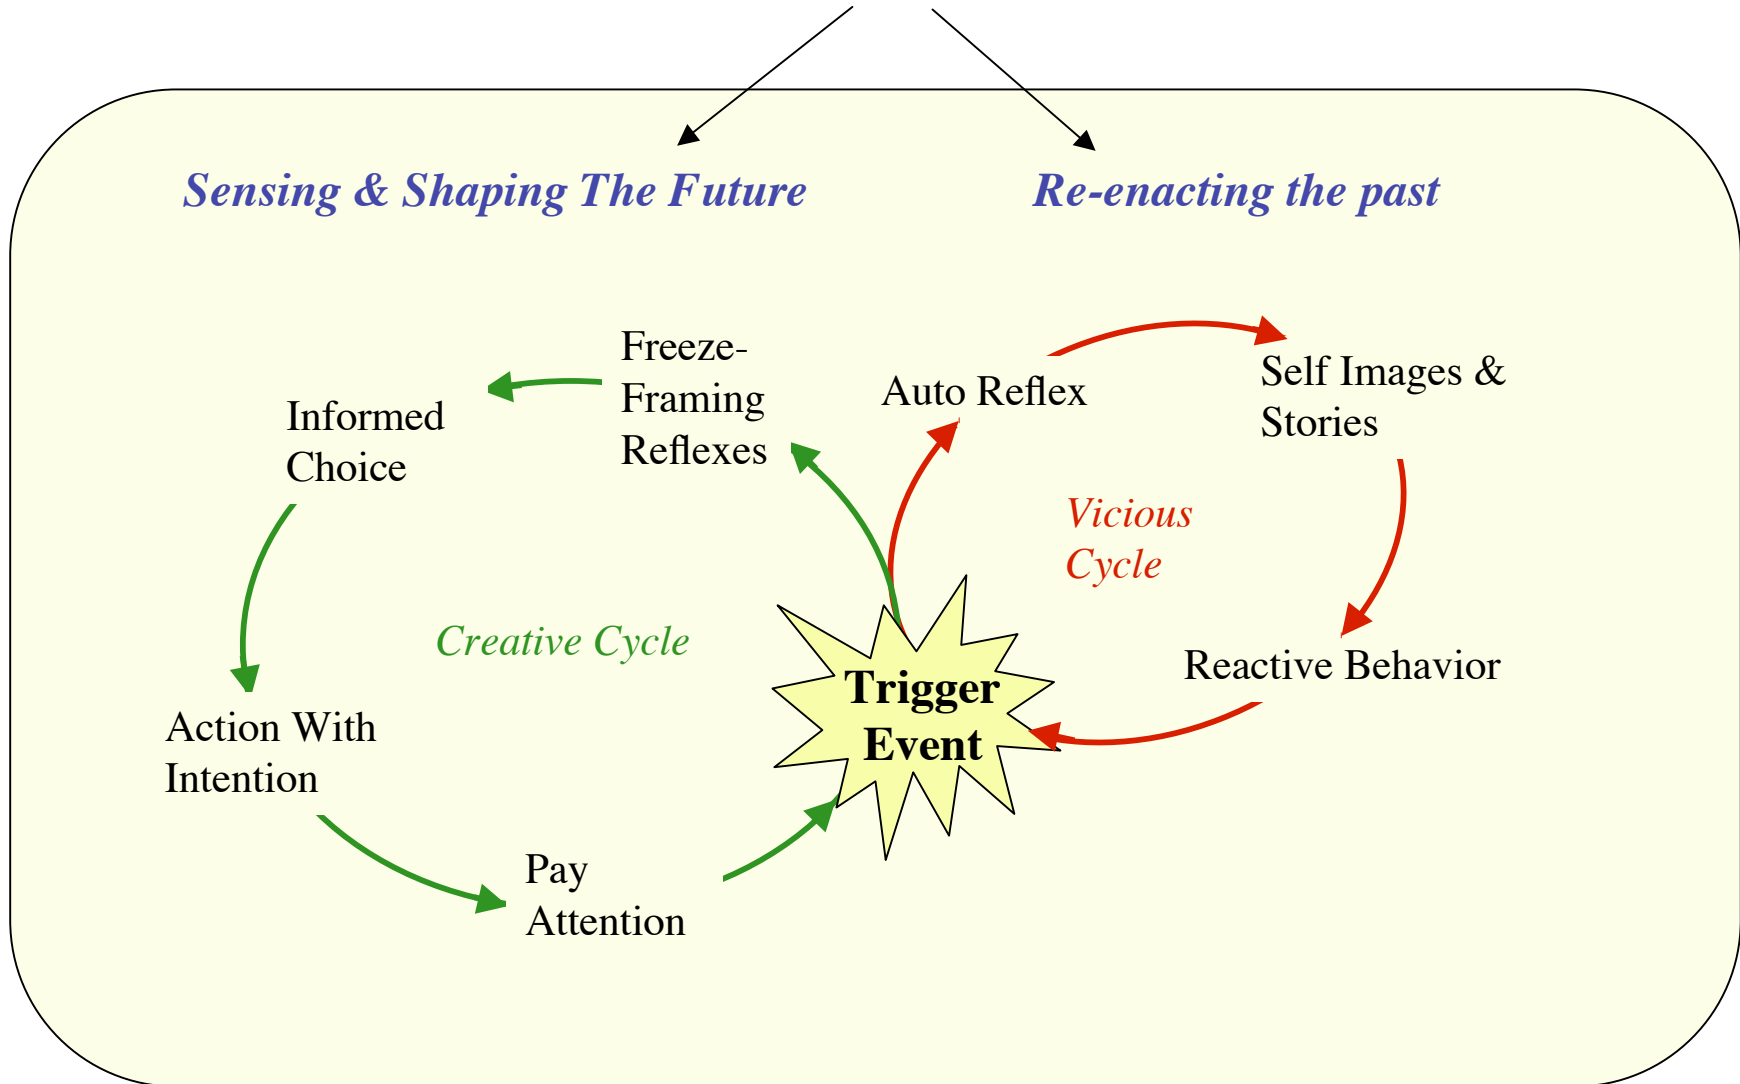 Sensing & Shaping The Future
Re-enacting the past
Freeze-
Framing
Reflexes
Informed
Choice
Auto Reflex
Self Images &
Stories
Vicious
Cycle
Creative Cycle
Reactive Behavior
Trigger
Event
Action With
Intention
Pay
Attention